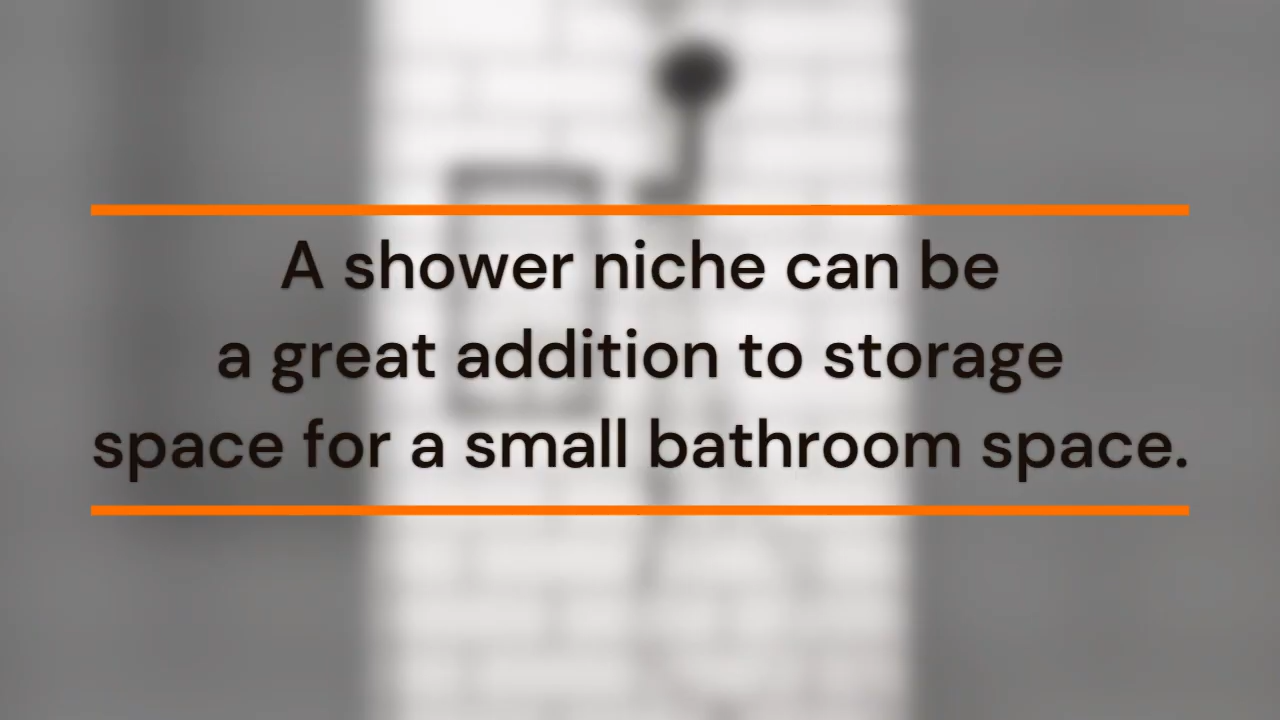 A shower niche can be
a great addition to storage
space for a small bathroom space.